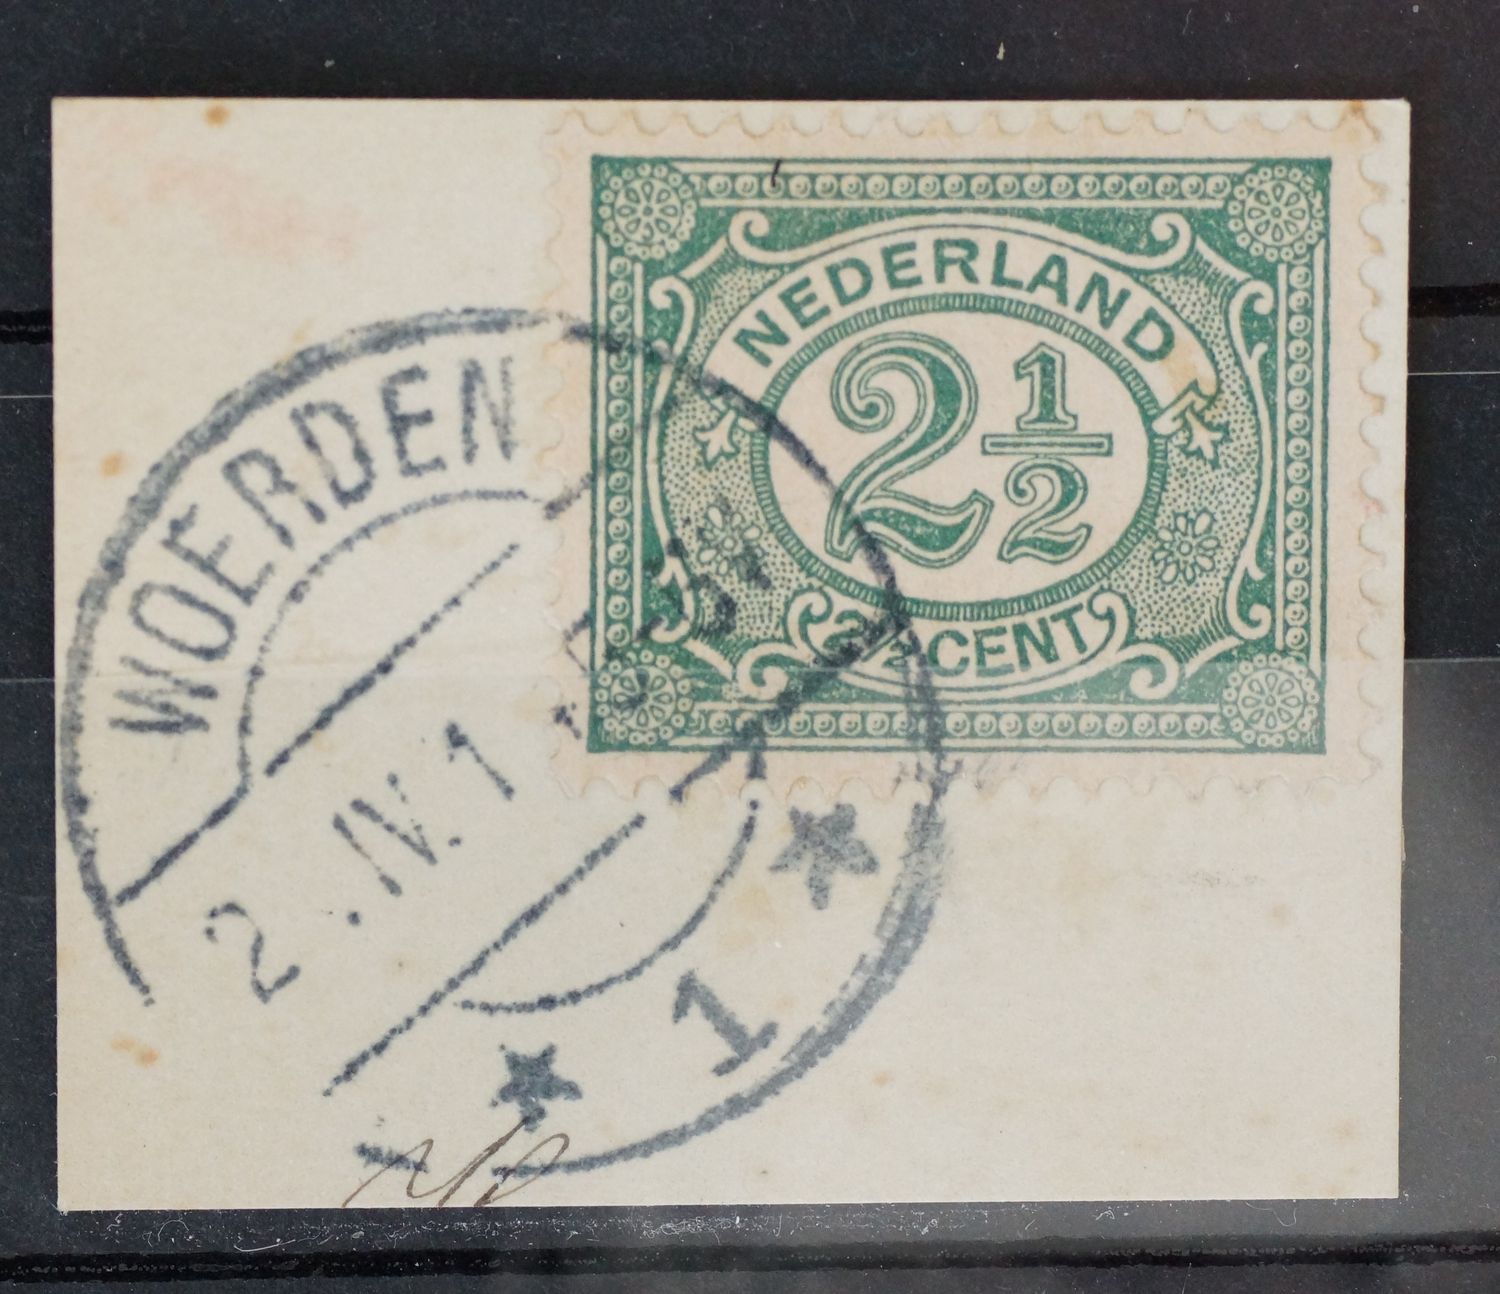 NEDERLAND
2 1/2
2 1/2 CENT
WOERDEN
2 .IV. 1
1